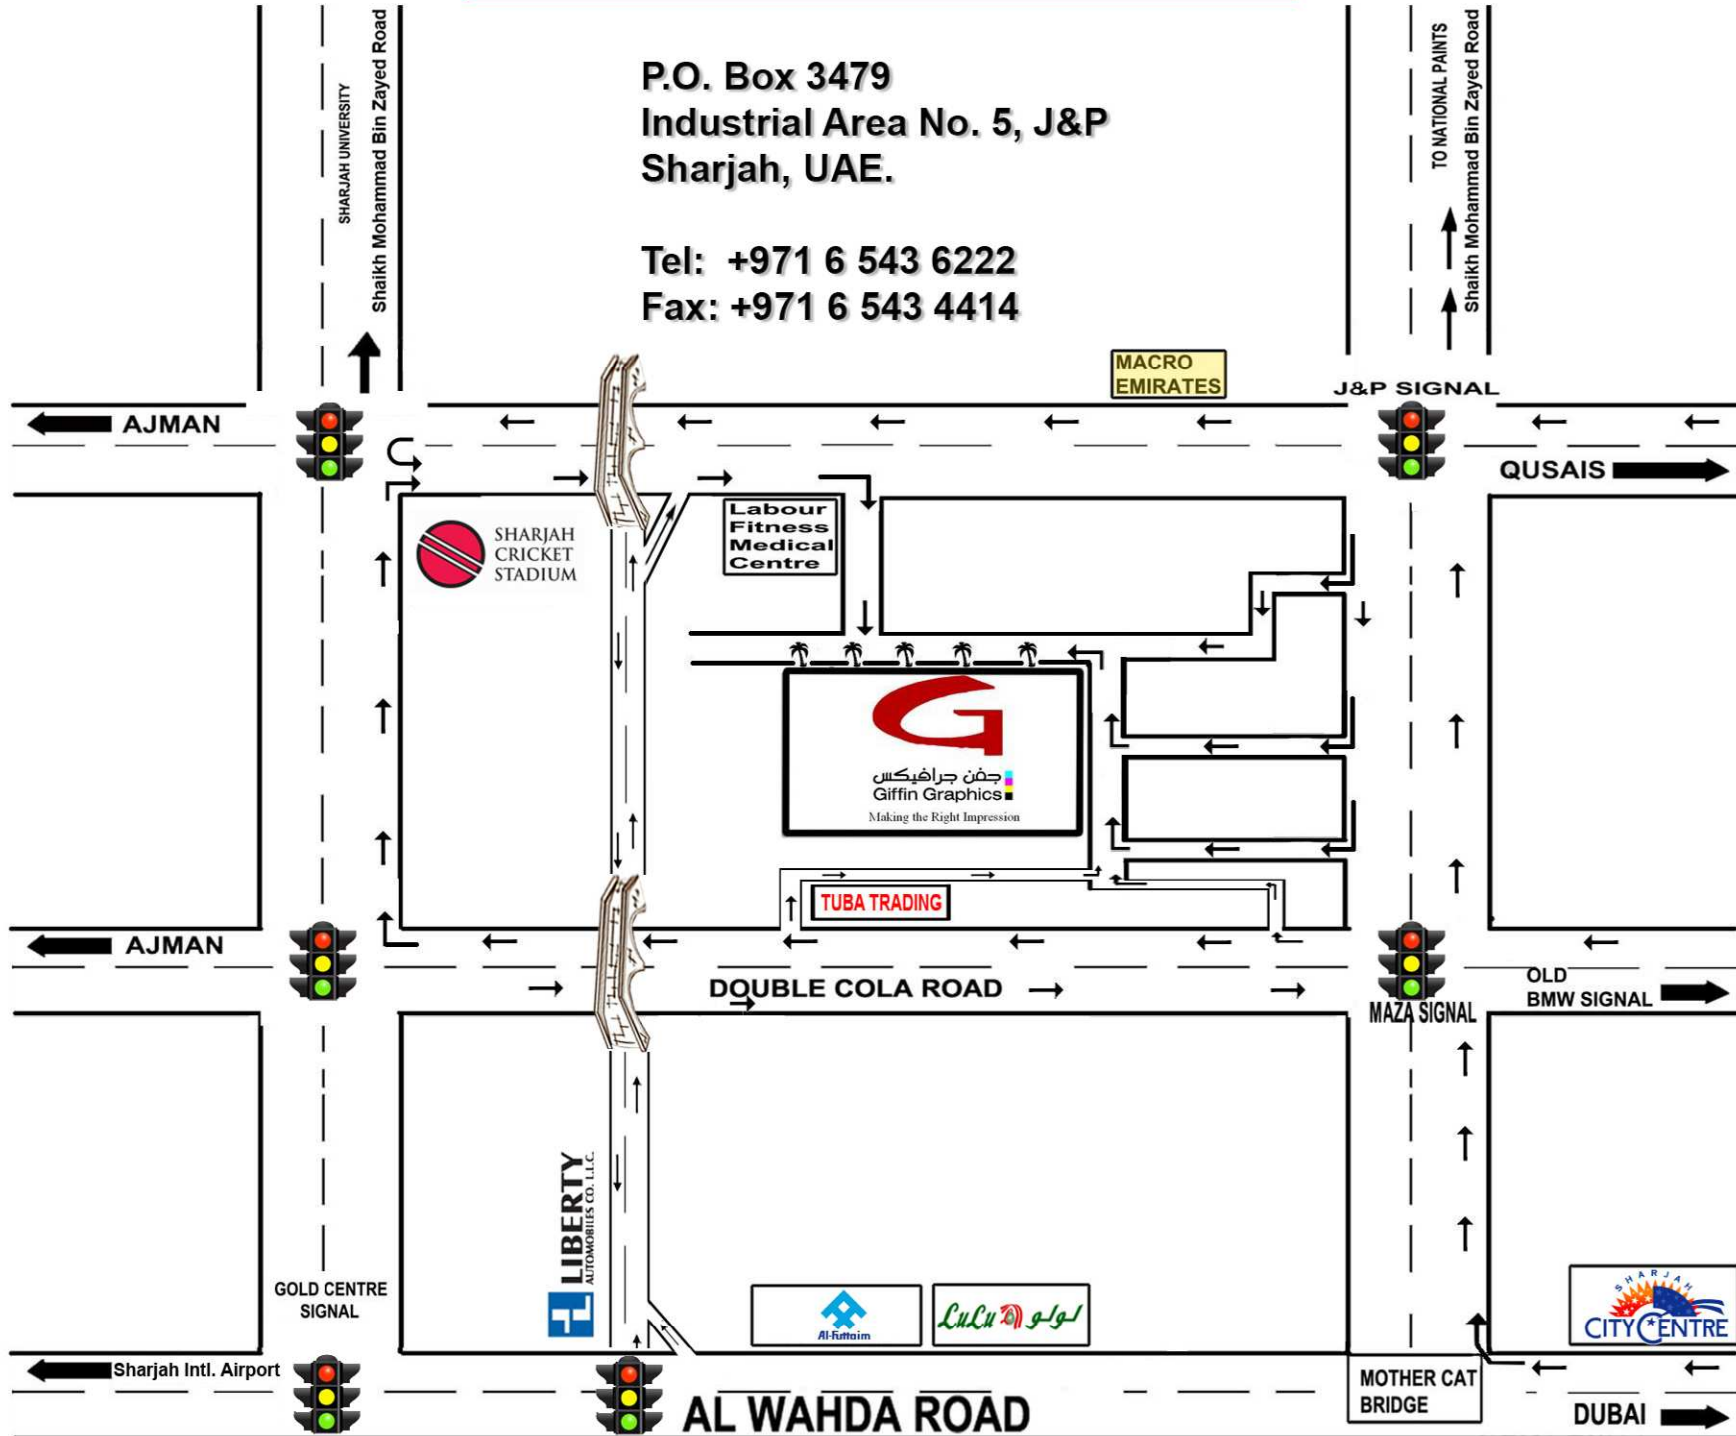 P.O. Box 3479
Industrial Area No. 5, J&P
Sharjah, UAE.
Tel: +971 6 543 6222
Fax: +971 6 543 4414
SHARJAH UNIVERSITY
Shaikh Mohammad Bin Zayed Road
TO NATIONAL PAINTS
Shaikh Mohammad Bin Zayed Road
MACRO
EMIRATES
J&P SIGNAL
AJMAN
QUSAIS
SHARJAH
CRICKET
STADIUM
Labour
Fitness
Medical
Centre
جفن جرافيكس
Giffin Graphics
Making the Right Impression
TUBA TRADING
AJMAN
DOUBLE COLA ROAD
OLD
BMW SIGNAL
MAZA SIGNAL
LIBERTY
AUTOMOBILES CO. L.L.C.
GOLD CENTRE
SIGNAL
Al-Futtaim
LuLu لولو
SHARJAH
CITY CENTRE
Sharjah Intl. Airport
AL WAHDA ROAD
MOTHER CAT
BRIDGE
DUBAI